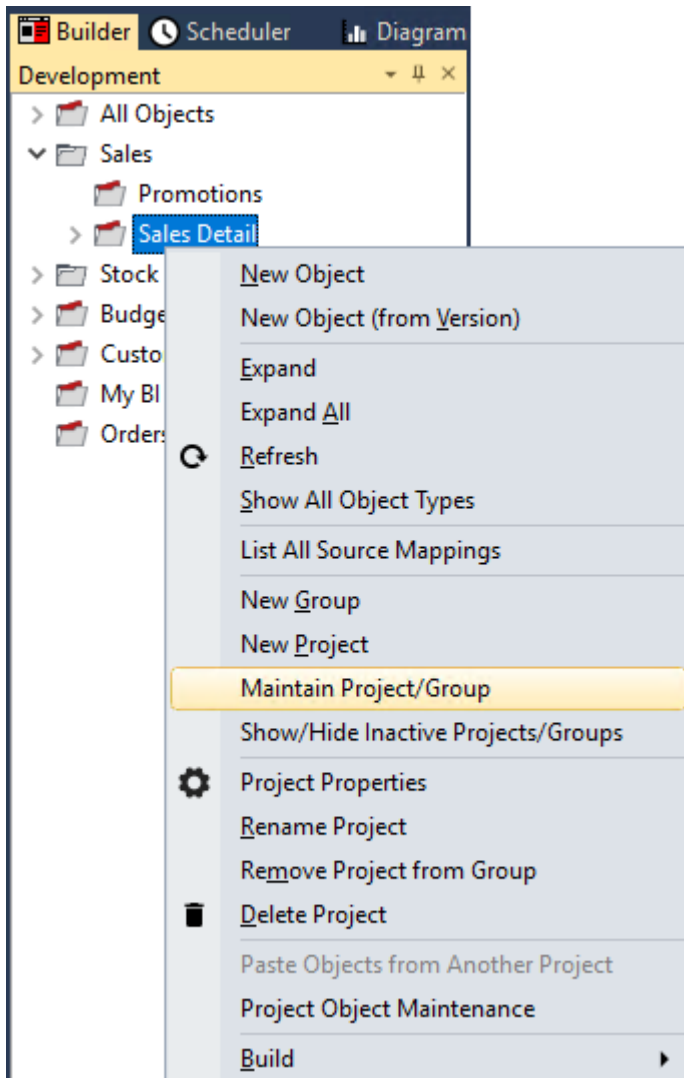 Builder Scheduler Diagram
Development
All Objects
Sales
Promotions
Sales Detail
Stock
Budge
Custo
My BI
Orders
New Object
New Object (from Version)
Expand
Expand All
Refresh
Show All Object Types
List All Source Mappings
New Group
New Project
Maintain Project/Group
Show/Hide Inactive Projects/Groups
Project Properties
Rename Project
Remove Project from Group
Delete Project
Paste Objects from Another Project
Project Object Maintenance
Build